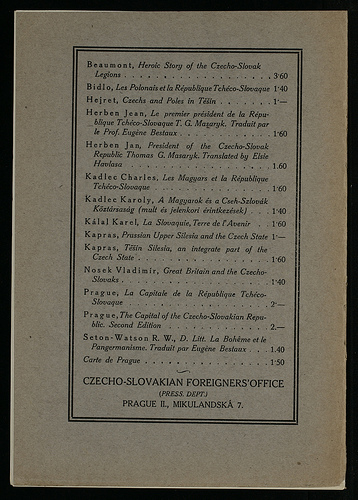 Beaumont, Heroic Story of the Czecho-Slovak
Legions . . . . . . . . . . . . . . . . . 3·60
Bidlo, Les Polonais et la République Tchéco-Slovaque 1·40
Hejret, Czechs and Poles in Těšín . . . . . . . 1·—
Herben Jean, Le premier président de la Répu-
blique Tchéco-Slovaque T. G. Masaryk. Traduit par
le Prof. Eugène Bestaux . . . . . . . . . . 1·60
Herben Jan, President of the Czecho-Slovak
Republic Thomas G. Masaryk. Translated by Elsie
Havlasa . . . . . . . . . . . . . . . . . 1.60
Kadlec Charles, Les Magyars et la République
Tchéco-Slovaque . . . . . . . . . . . . . . 1·60
Kadlec Karoly, A Magyarok és a Cseh-Szlovák
Köztársaság (mult és jelenkori érintkezések) . . . 1·40
Kálal Karel, La Slovaquie, Terre de l'Avenir . . 1·60
Kapras, Prussian Upper Silesia and the Czech State 1·—
Kapras, Těšín Silesia, an integrate part of the
Czech State . . . . . . . . . . . . . . . . 1·60
Nosek Vladimír, Great Britain and the Czecho-
Slovaks . . . . . . . . . . . . . . . . . 1·40
Prague, La Capitale de la République Tchéco-
Slovaque . . . . . . . . . . . . . . . . . 2·—
Prague, The Capital of the Czecho-Slovakian Repu-
blic. Second Edition . . . . . . . . . . . . 2.—
Seton-Watson R. W., D. Litt. La Bohême et le
Pangermanisme. Traduit par Eugène Bestaux . . . 1.40
Carte de Prague . . . . . . . . . . . . . . . 1·50
CZECHO-SLOVAKIAN FOREIGNERS' OFFICE
(PRESS. DEPT.)
PRAGUE II., MIKULANDSKÁ 7.